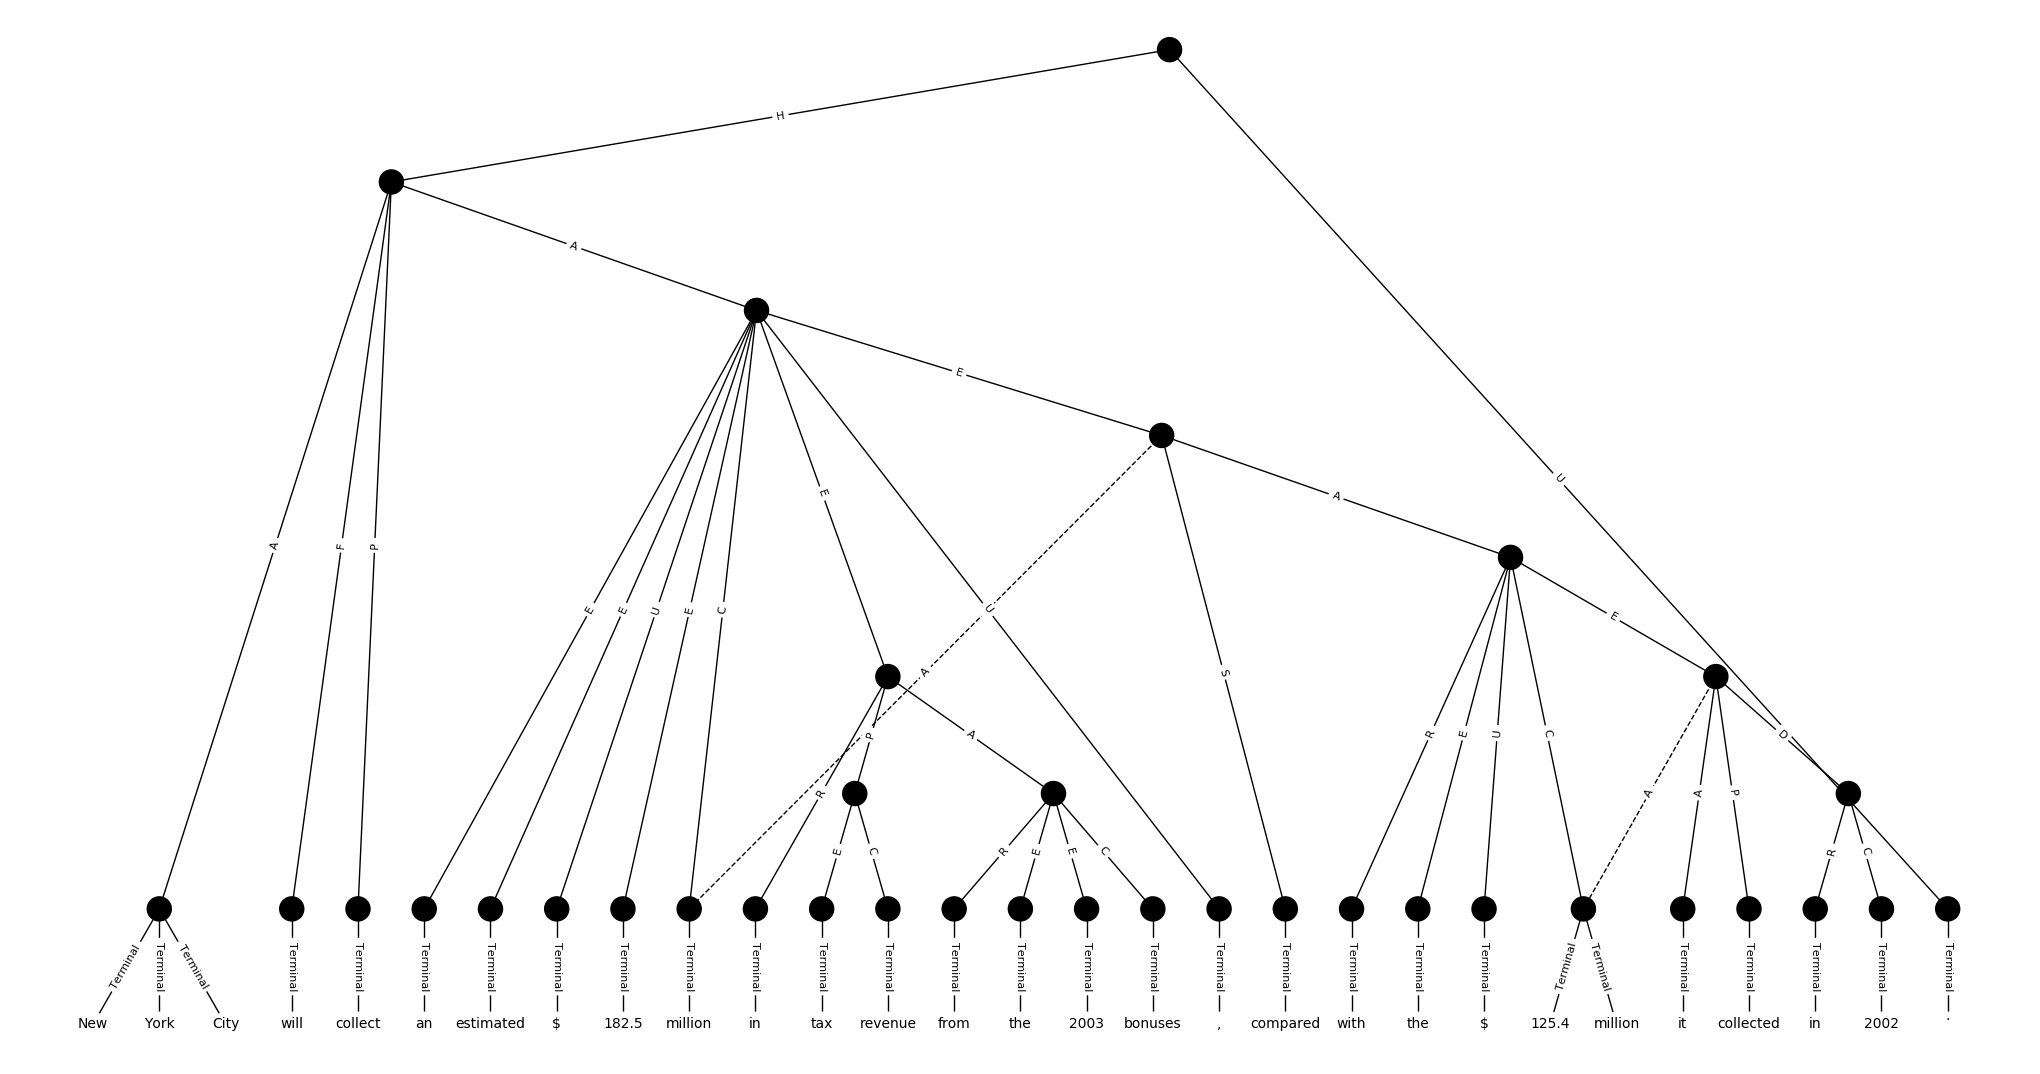 H
A
E
A
U
A
F
P
E
E
U
E
C
E
U
A
S
E
R
P
A
R
E
U
C
A
A
P
D
E
C
R
E
E
C
R
C
Terminal Terminal Terminal Terminal Terminal Terminal Terminal Terminal Terminal Terminal Terminal Terminal Terminal Terminal Terminal Terminal Terminal Terminal Terminal Terminal Terminal Terminal Terminal Terminal Terminal Terminal Terminal Terminal Terminal
New York City will collect an estimated $ 182.5 million in tax revenue from the 2003 bonuses , compared with the $ 125.4 million it collected in 2002 .